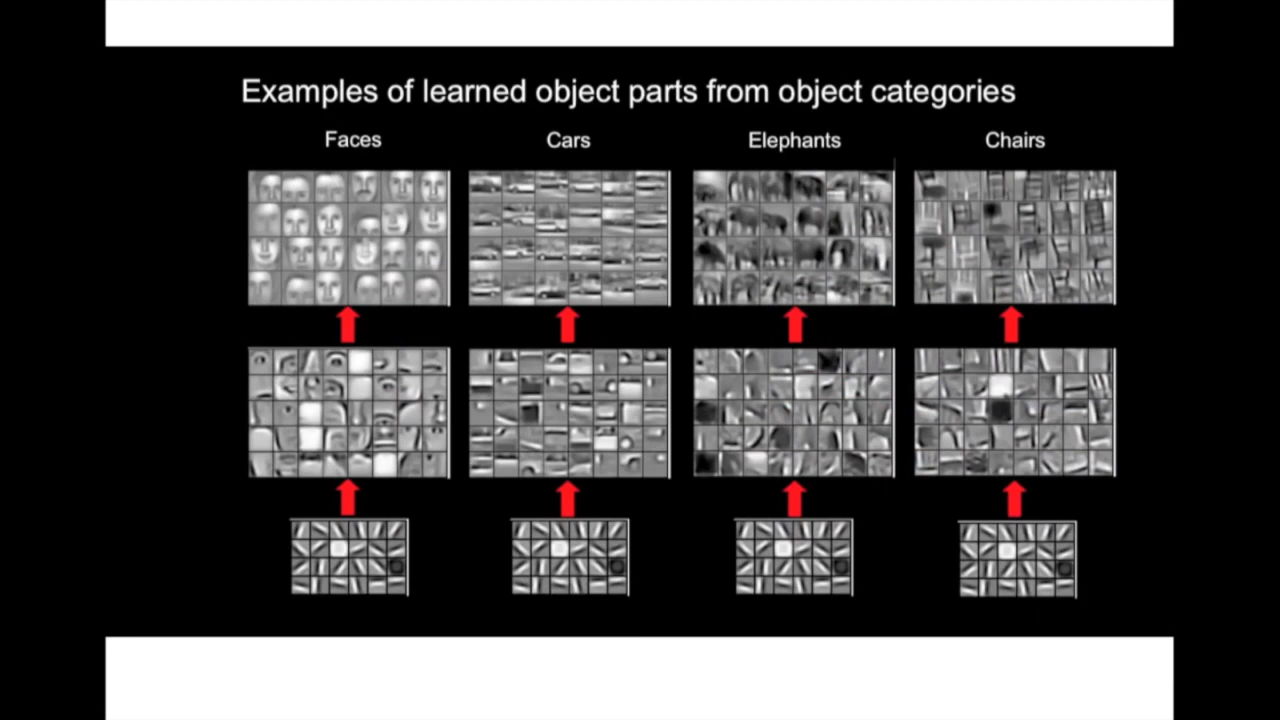 Examples of learned object parts from object categories
Faces
Cars
Elephants
Chairs